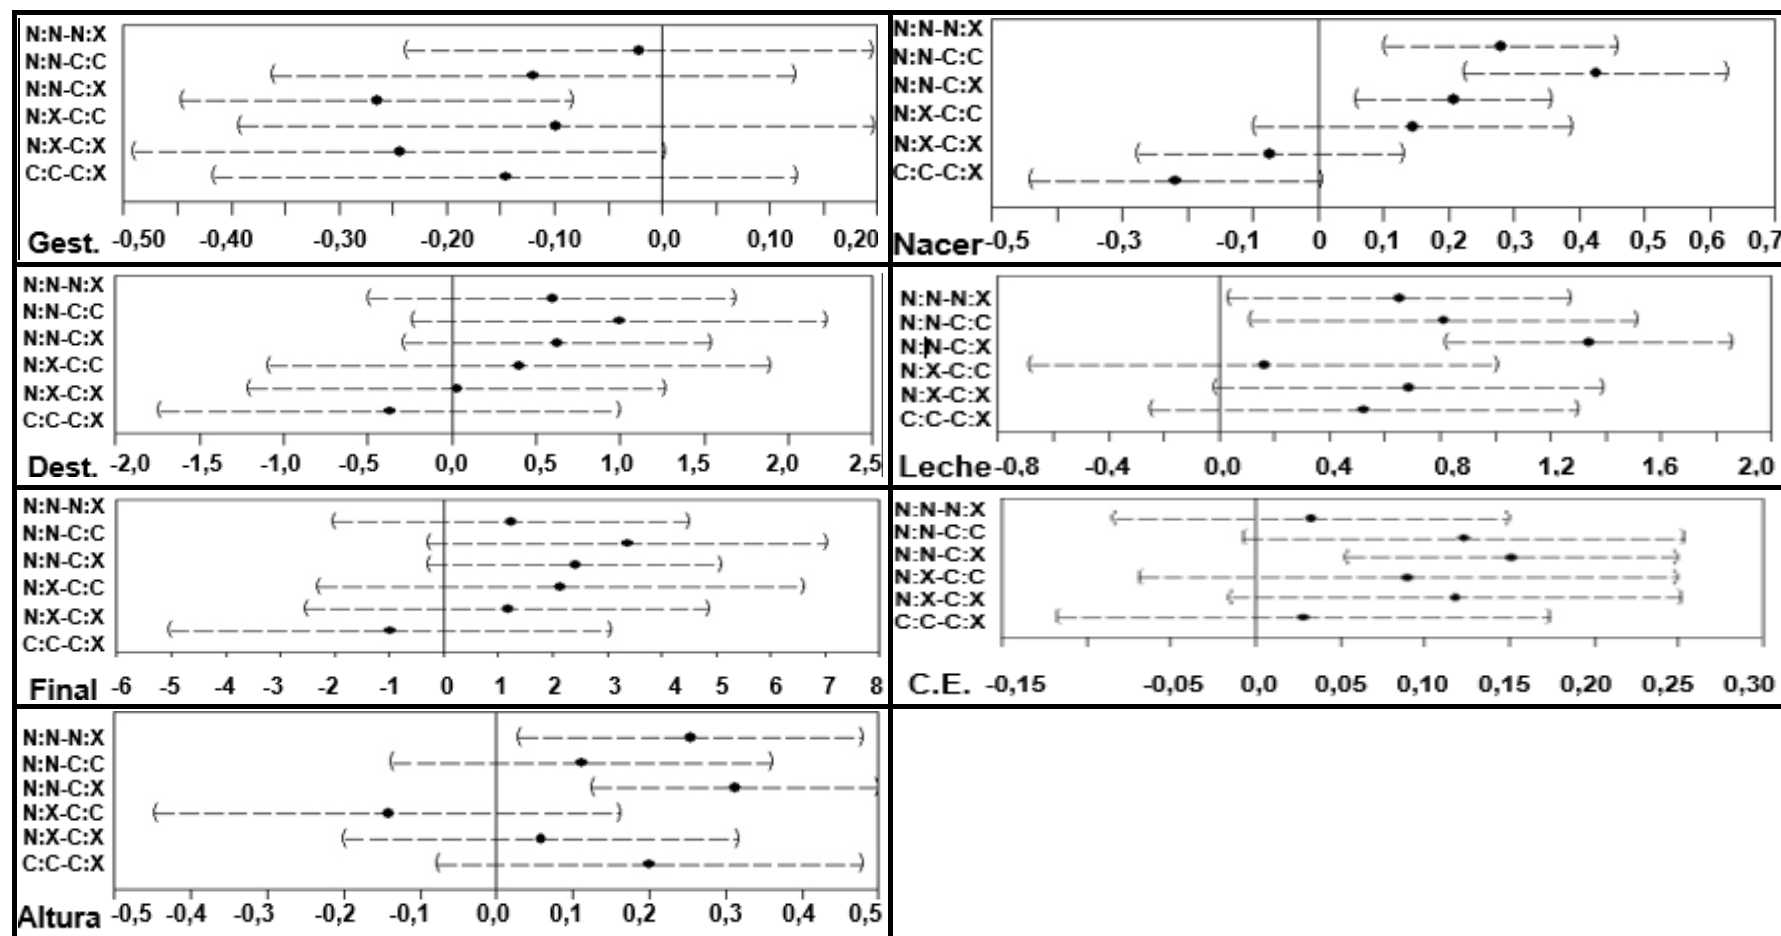 N:N-N:X
N:N-C:C
N:N-C:X
N:X-C:C
N:X-C:X
C:C-C:X
Gest. -0,50 -0,40 -0,30 -0,20 -0,10 0,0 0,10 0,20
N:N-N:X
N:N-C:C
N:N-C:X
N:X-C:C
N:X-C:X
C:C-C:X
Nacer -0,5 -0,3 -0,1 0 0,1 0,2 0,3 0,4 0,5 0,6 0,7
N:N-N:X
N:N-C:C
N:N-C:X
N:X-C:C
N:X-C:X
C:C-C:X
Dest. -2,0 -1,5 -1,0 -0,5 0,0 0,5 1,0 1,5 2,0 2,5
N:N-N:X
N:N-C:C
N:N-C:X
N:X-C:C
N:X-C:X
C:C-C:X
Leche -0,8 -0,4 0,0 0,4 0,8 1,2 1.6 2,0
N:N-N:X
N:N-C:C
N:N-C:X
N:X-C:C
N:X-C:X
C:C-C:X
Final -6 -5 -4 -3 -2 -1 0 1 2 3 4 5 6 7 8
N:N-N:X
N:N-C:C
N:N-C:X
N:X-C:C
N:X-C:X
C:C-C:X
C.E. -0,15 -0,05 0,0 0,05 0,10 0,15 0,20 0,25 0,30
N:N-N:X
N:N-C:C
N:N-C:X
N:X-C:C
N:X-C:X
C:C-C:X
Altura -0,5 -0,4 -0,3 -0,2 -0,1 0,0 0,1 0,2 0,3 0,4 0,5